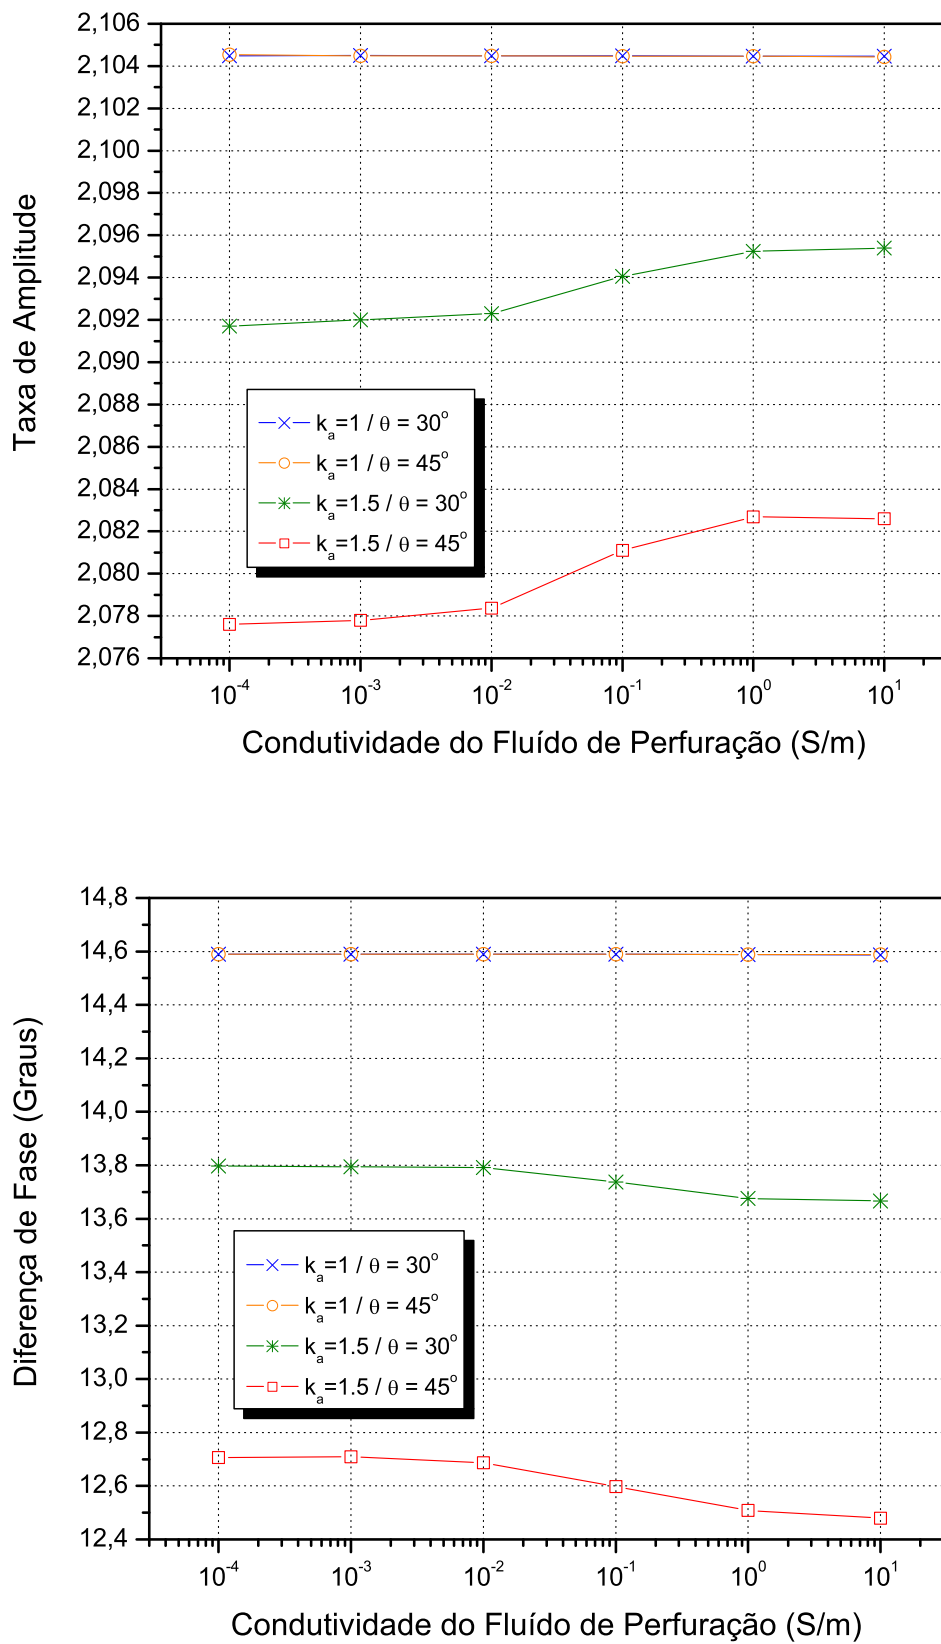 2,106
2,104
2,102
2,100
2,098
2,096
2,094
2,092
2,090
2,088
2,086
2,084
2,082
2,080
2,078
2,076
Taxa de Amplitude
kₐ=1 / θ = 30°
kₐ=1 / θ = 45°
kₐ=1.5 / θ = 30°
kₐ=1.5 / θ = 45°
10⁻⁴ 10⁻³ 10⁻² 10⁻¹ 10⁰ 10¹
Condutividade do Fluído de Perfuração (S/m)
14,8
14,6
14,4
14,2
14,0
13,8
13,6
13,4
13,2
13,0
12,8
12,6
12,4
Diferença de Fase (Graus)
kₐ=1 / θ = 30°
kₐ=1 / θ = 45°
kₐ=1.5 / θ = 30°
kₐ=1.5 / θ = 45°
10⁻⁴ 10⁻³ 10⁻² 10⁻¹ 10⁰ 10¹
Condutividade do Fluído de Perfuração (S/m)